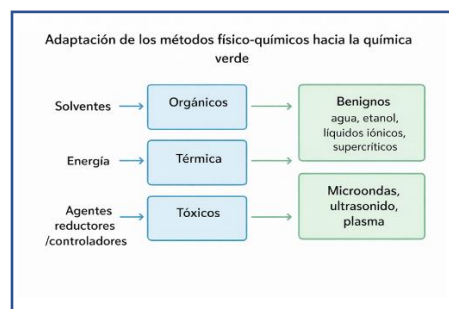 Adaptación de los métodos físico-químicos hacia la química
verde
Solventes
Orgánicos
Benignos
agua, etanol,
líquidos iónicos,
supercríticos
Energía
Térmica
Agentes
reductores
/controladores
Tóxicos
Microondas,
ultrasonido,
plasma